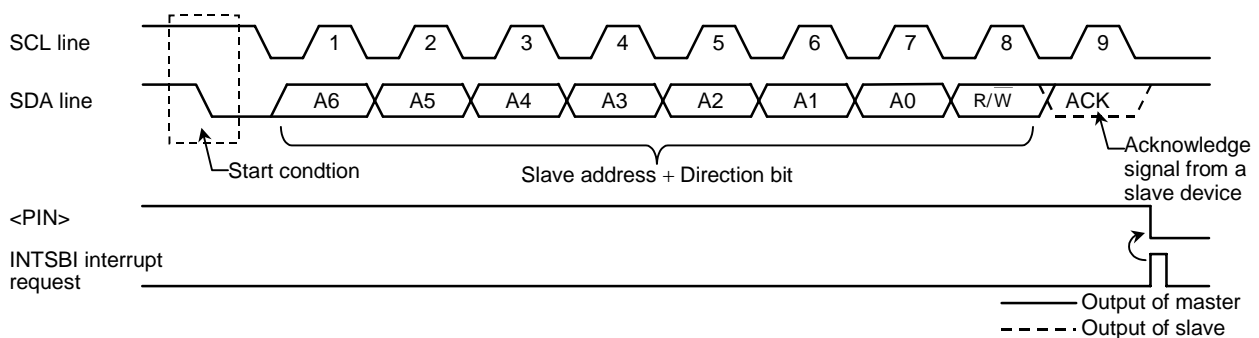 SCL line
1 2 3 4 5 6 7 8 9
SDA line
A6 A5 A4 A3 A2 A1 A0 R/W̅ ACK
Start condtion
Slave address + Direction bit
Acknowledge
signal from a
slave device
<PIN>
INTSBI interrupt
request
Output of master
Output of slave